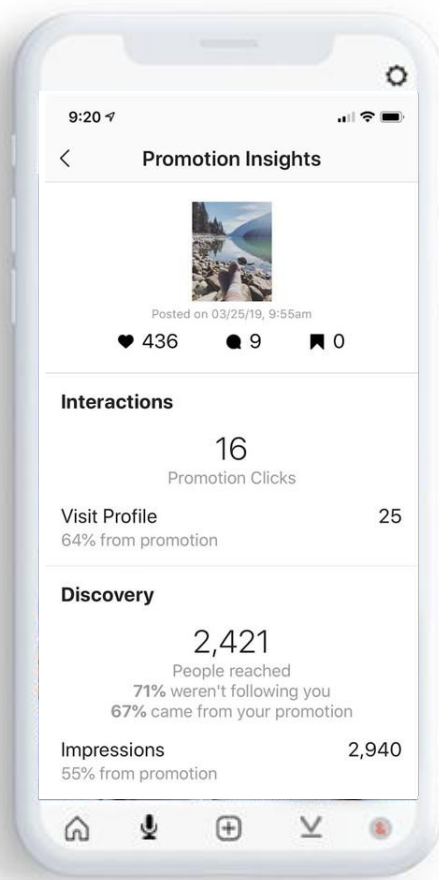 9:20
Promotion Insights
Posted on 03/25/19, 9:55am
436 9 0
Interactions
16
Promotion Clicks
Visit Profile 25
64% from promotion
Discovery
2,421
People reached
71% weren't following you
67% came from your promotion
Impressions 2,940
55% from promotion